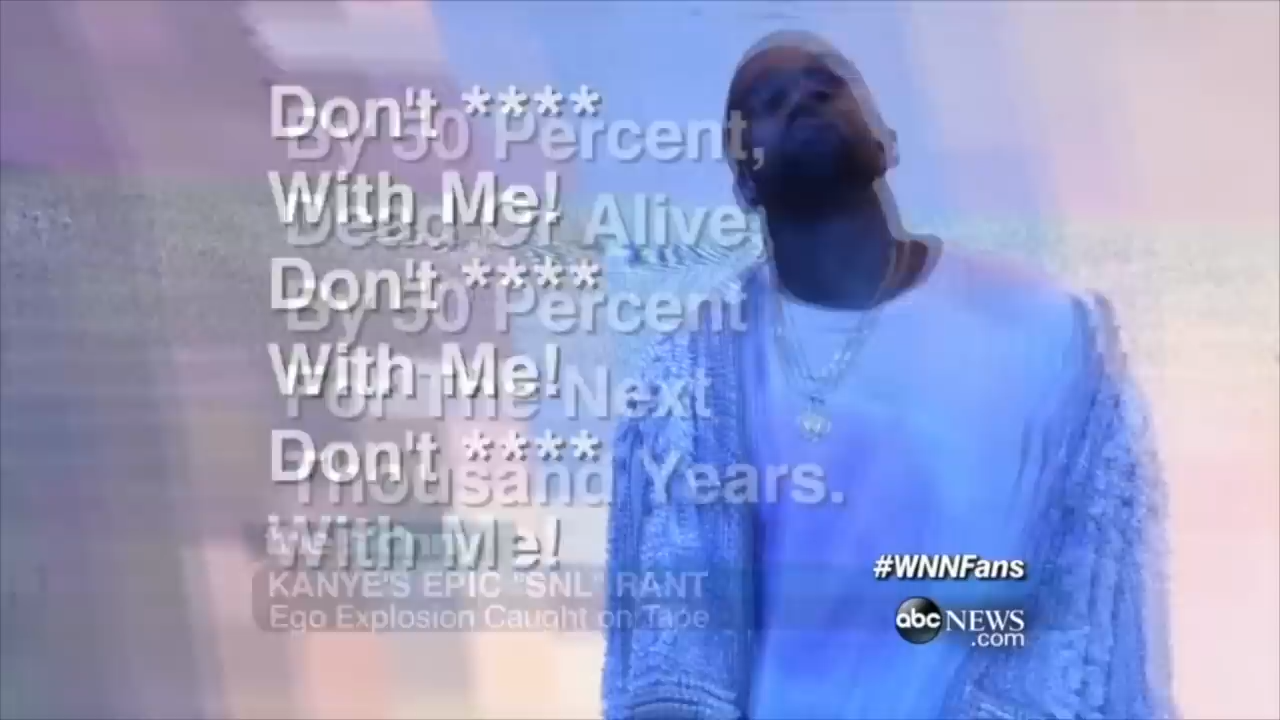 Don't ****
With Me!
Don't ****
With Me!
Don't ****
With Me!
By 50 Percent,
Dead Or Alive,
By 50 Percent
For The Next
Thousand Years.
KANYE'S EPIC "SNL" RANT
Ego Explosion Caught on Tape
#WNNFans
abc NEWS
.com